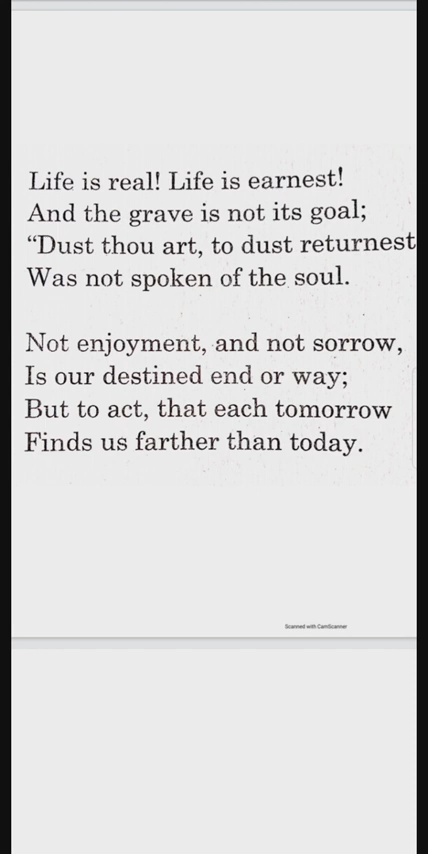 Life is real! Life is earnest!
And the grave is not its goal;
“Dust thou art, to dust returnest
Was not spoken of the soul.
Not enjoyment, and not sorrow,
Is our destined end or way;
But to act, that each tomorrow
Finds us farther than today.
Scanned with CamScanner